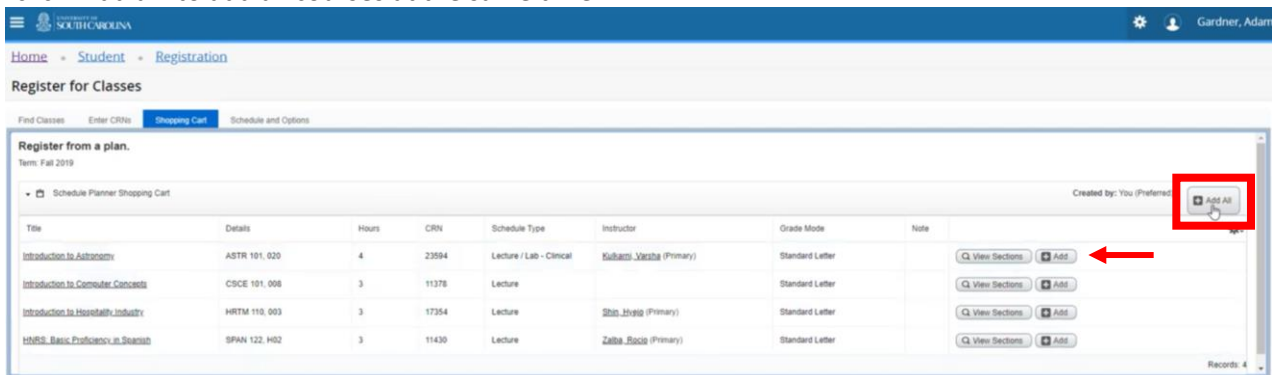 UNIVERSITY OF
SOUTH CAROLINA
Gardner, Adam
Home Student Registration
Register for Classes
Find Classes Enter CRNs Shopping Cart Schedule and Options
Register from a plan.
Term: Fall 2019
Schedule Planner Shopping Cart Created by: You (Preferred) Add All
Title Details Hours CRN Schedule Type Instructor Grade Mode Note
Introduction to Astronomy ASTR 101, 020 4 23594 Lecture / Lab - Clinical Kulkarni, Varsha (Primary) Standard Letter View Sections Add
Introduction to Computer Concepts CSCE 101, 008 3 11378 Lecture Standard Letter View Sections Add
Introduction to Hospitality Industry HRTM 110, 003 3 17354 Lecture Shin, (Primary) Standard Letter View Sections Add
HNRS: Basic Proficiency in Spanish SPAN 122, H02 3 11430 Lecture Zalba, Rocio (Primary) Standard Letter View Sections Add
Records: 4